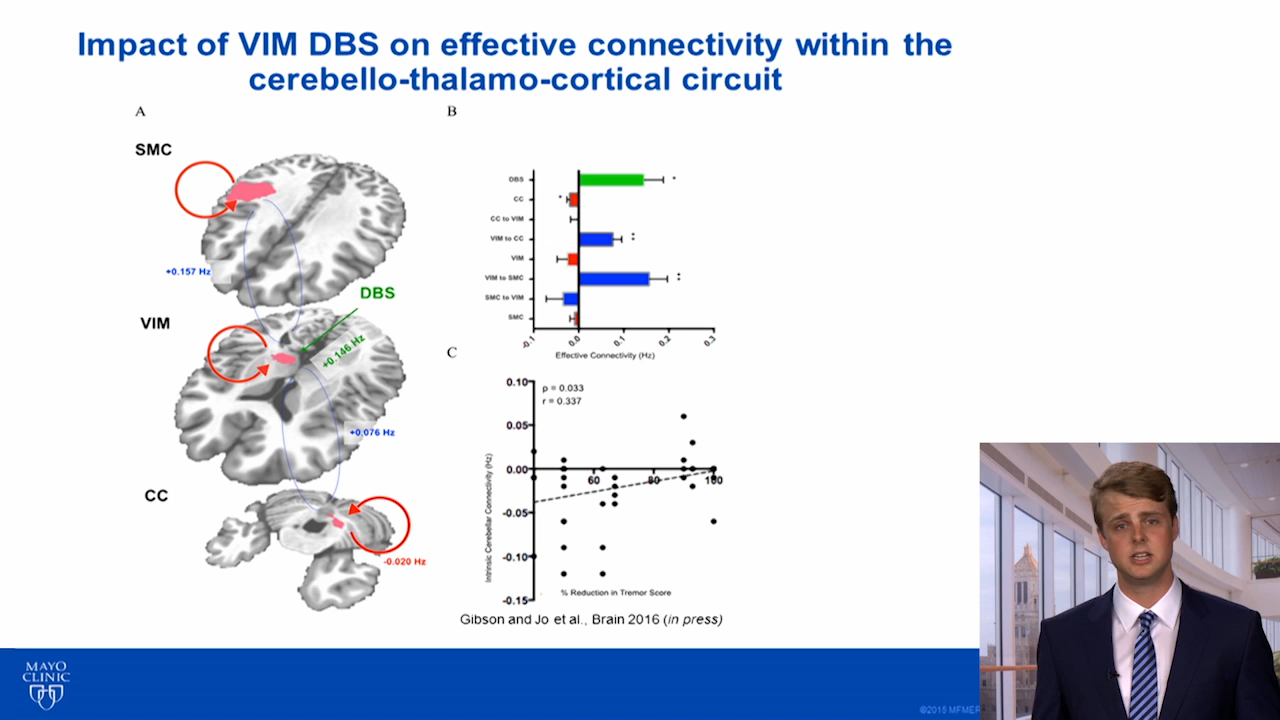 Impact of VIM DBS on effective connectivity within the
cerebello-thalamo-cortical circuit
A
SMC
+0.157 Hz
DBS
VIM
+0.146 Hz
+0.076 Hz
CC
-0.020 Hz
B
DBS
CC
CC to VIM
VIM to CC
VIM
VIM to SMC
SMC to VIM
SMC
-0.1 0.0 0.1 0.2 0.3
Effective Connectivity (Hz)
C
p = 0.033
r = 0.337
Intrinsic Cerebellar Connectivity (Hz)
0.10
0.05
0.00
-0.05
-0.10
-0.15
60 80 100
% Reduction in Tremor Score
Gibson and Jo et al., Brain 2016 (in press)
MAYO
CLINIC
©2015 MFMER